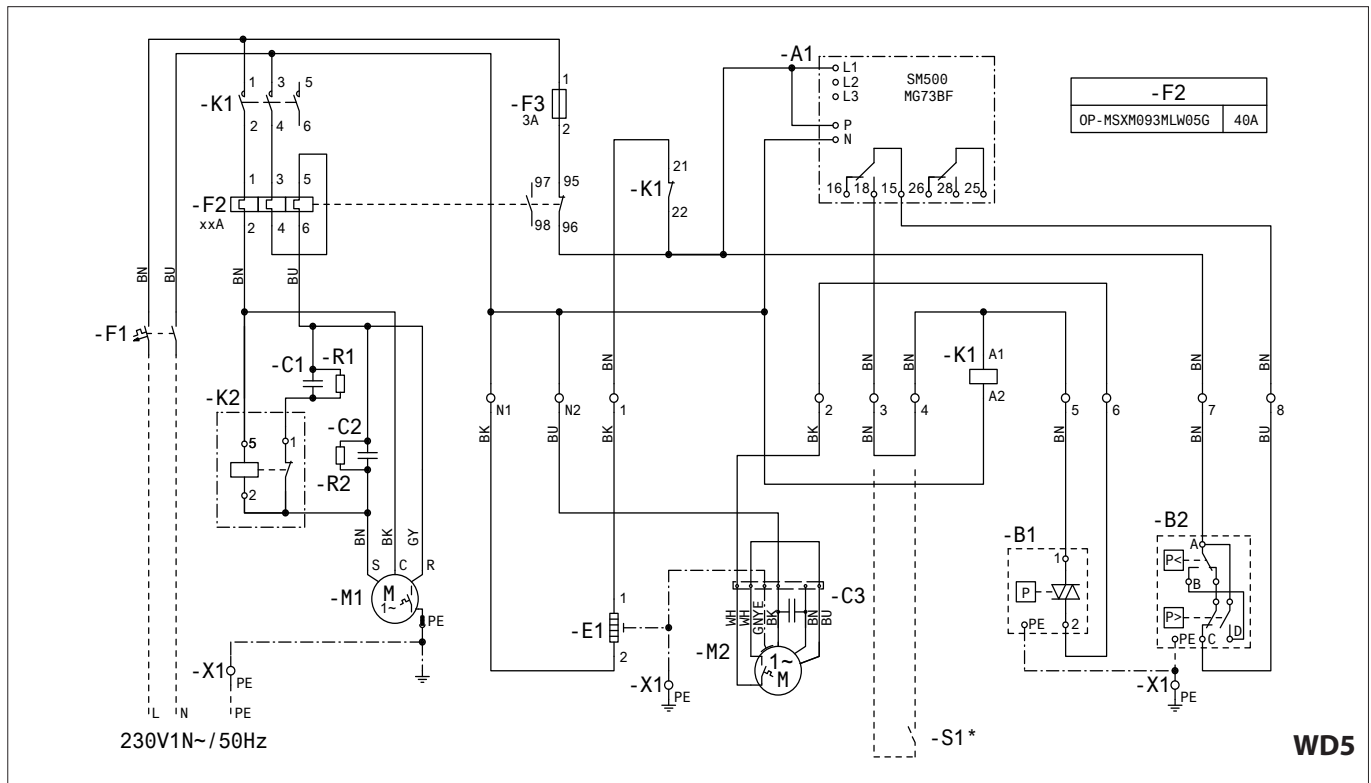 -A1
L1
L2
L3
P
N
SM500
MG73BF
16 18 15 26 28 25
-F2
OP-MSXM093MLW05G 40A
-K1
1 3 5
2 4 6
-F3
3A
1
2
-F2
xxA
1 3 5
2 4 6
97 95
98 96
-K1
21
22
BN BU BN BU
-F1
-C1 -R1
-K2
5 1
2
-C2
-R2
BN BK GY
S C R
-M1
M
1~
PE
-X1
PE
L N PE
230V1N~/50Hz
N1 N2 1 2 3 4 5 6 7 8
BN BN BN BN BN BN
BK BU BK BK BN BN BN BN BU
-K1
A1
A2
-E1
1
2
-X1
PE
-C3
WH WH GNYE BK BN BU
-M2
1~
M
-S1*
-B1
1
P
PE 2
-B2
A
P<
B
P>
PE C D
-X1
PE
WD5